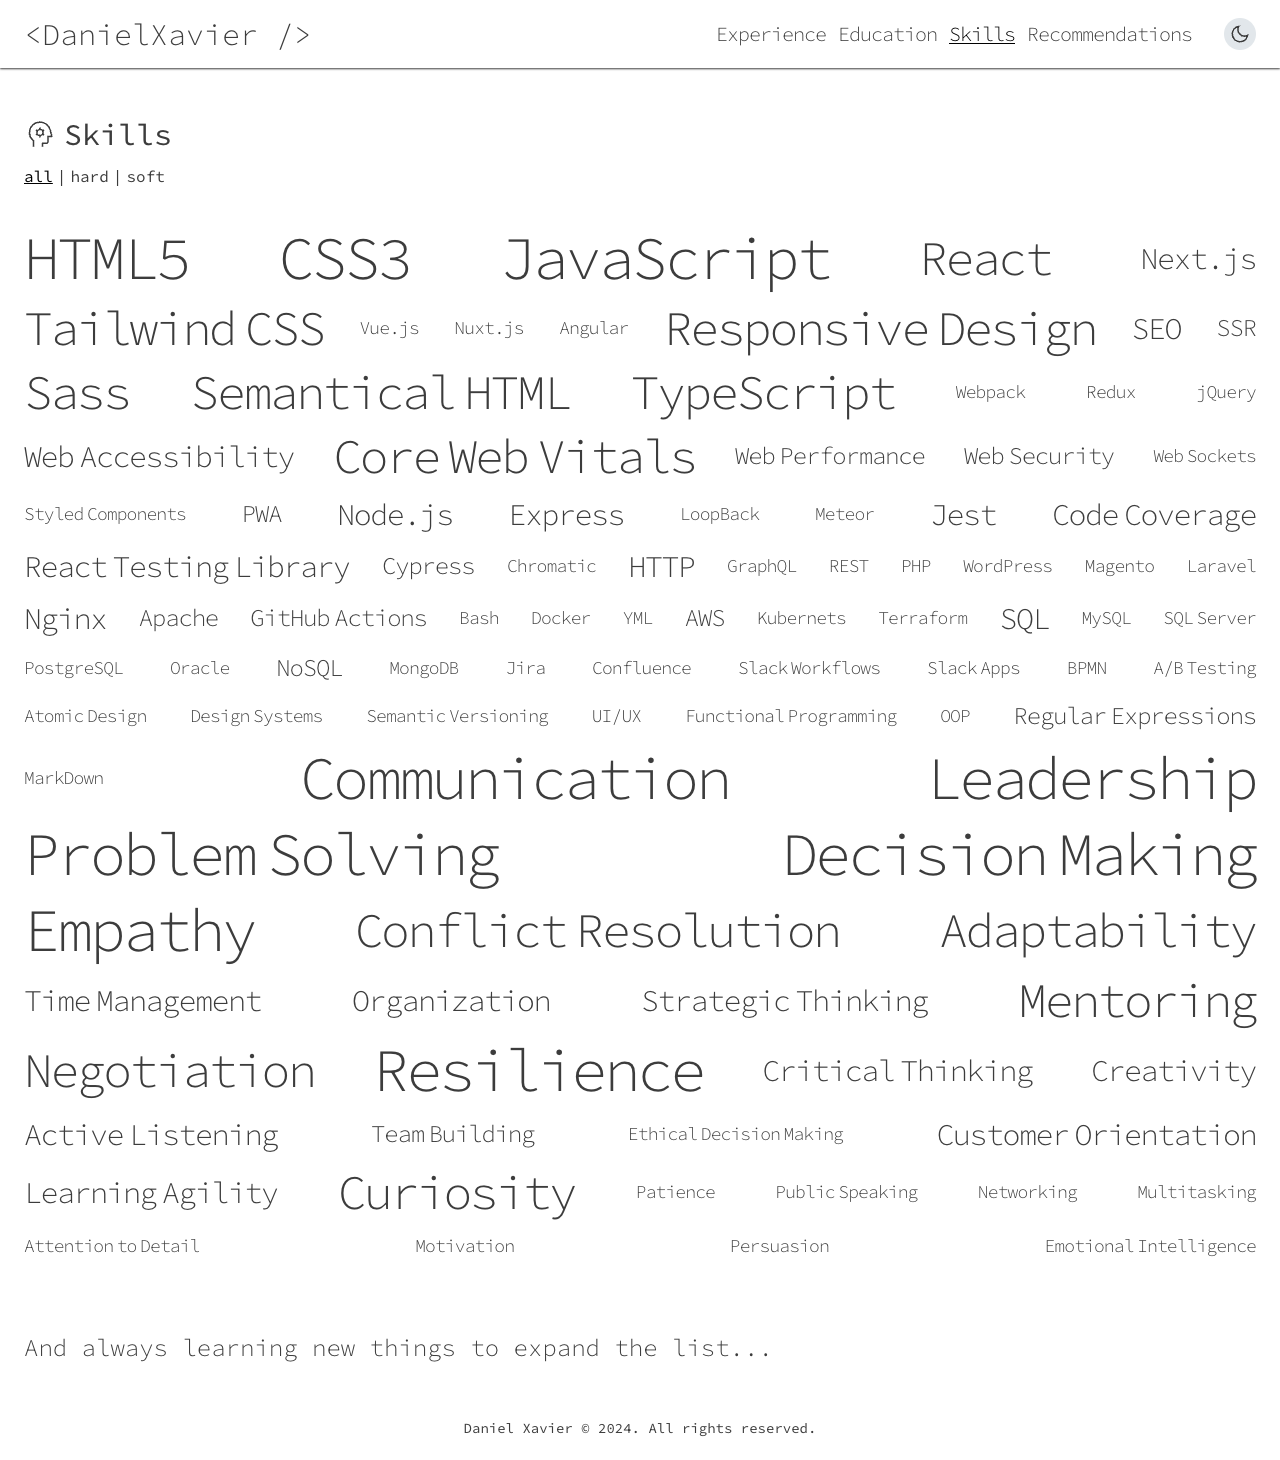 <DanielXavier /> Experience Education Skills Recommendations
Skills
all | hard | soft
HTML5 CSS3 JavaScript React Next.js
Tailwind CSS Vue.js Nuxt.js Angular Responsive Design SEO SSR
Sass Semantical HTML TypeScript Webpack Redux jQuery
Web Accessibility Core Web Vitals Web Performance Web Security Web Sockets
Styled Components PWA Node.js Express LoopBack Meteor Jest Code Coverage
React Testing Library Cypress Chromatic HTTP GraphQL REST PHP WordPress Magento Laravel
Nginx Apache GitHub Actions Bash Docker YML AWS Kubernets Terraform SQL MySQL SQL Server
PostgreSQL Oracle NoSQL MongoDB Jira Confluence Slack Workflows Slack Apps BPMN A/B Testing
Atomic Design Design Systems Semantic Versioning UI/UX Functional Programming OOP Regular Expressions
MarkDown Communication Leadership
Problem Solving Decision Making
Empathy Conflict Resolution Adaptability
Time Management Organization Strategic Thinking Mentoring
Negotiation Resilience Critical Thinking Creativity
Active Listening Team Building Ethical Decision Making Customer Orientation
Learning Agility Curiosity Patience Public Speaking Networking Multitasking
Attention to Detail Motivation Persuasion Emotional Intelligence
And always learning new things to expand the list...
Daniel Xavier © 2024. All rights reserved.